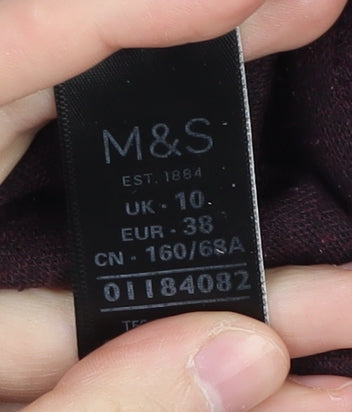 M&S
EST. 1884
UK - 10
EUR - 38
CN - 160/68A
01184082